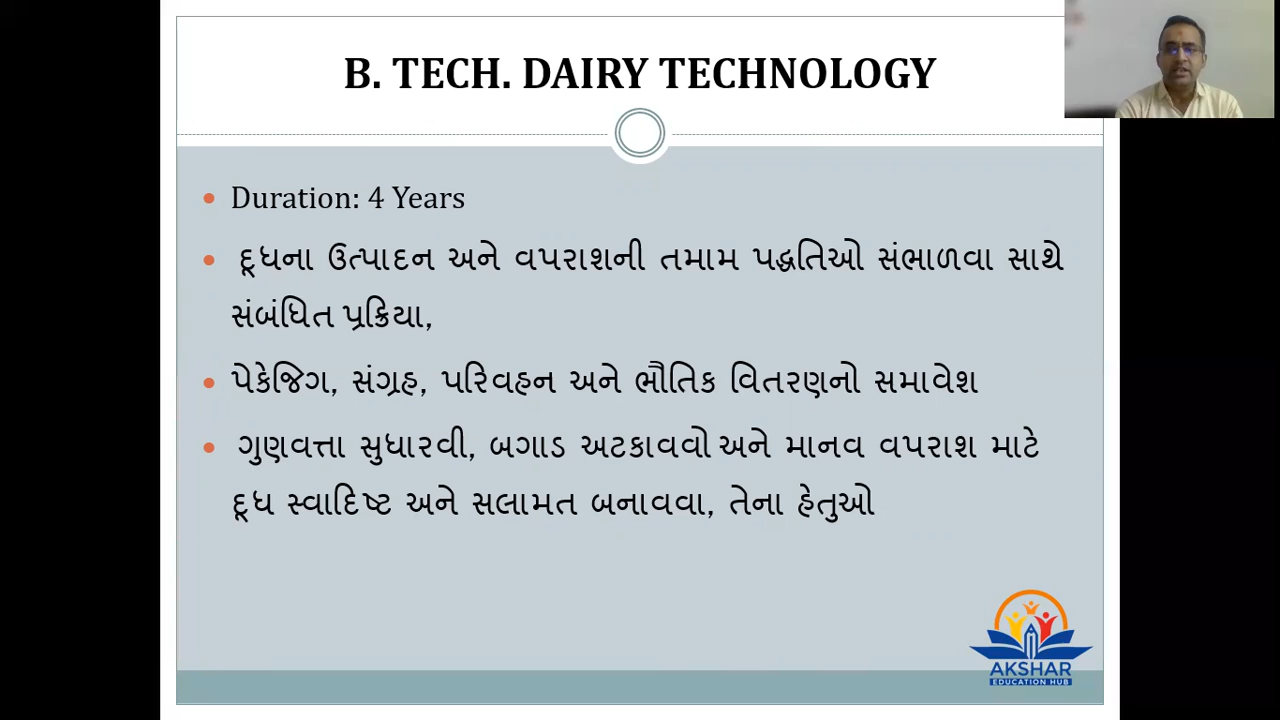 B. TECH. DAIRY TECHNOLOGY
• Duration: 4 Years
• દૂધના ઉત્પાદન અને વપરાશની તમામ પદ્ધતિઓ સંભાળવા સાથે
સંબંધિત પ્રક્રિયા,
• પેકેજિંગ, સંગ્રહ, પરિવહન અને ભૌતિક વિતરણનો સમાવેશ
• ગુણવત્તા સુધારવી, બગાડ અટકાવવો અને માનવ વપરાશ માટે
દૂધ સ્વાદિષ્ટ અને સલામત બનાવવા, તેના હેતુઓ
AKSHAR
EDUCATION HUB